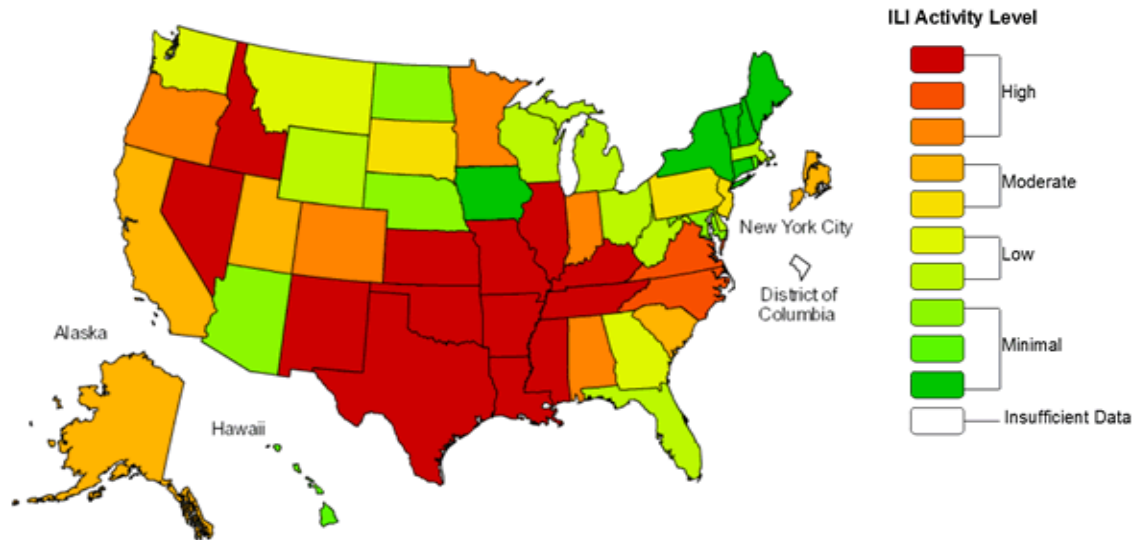 ILI Activity Level
High
Moderate
Low
Minimal
Insufficient Data
New York City
District of
Columbia
Alaska
Hawaii